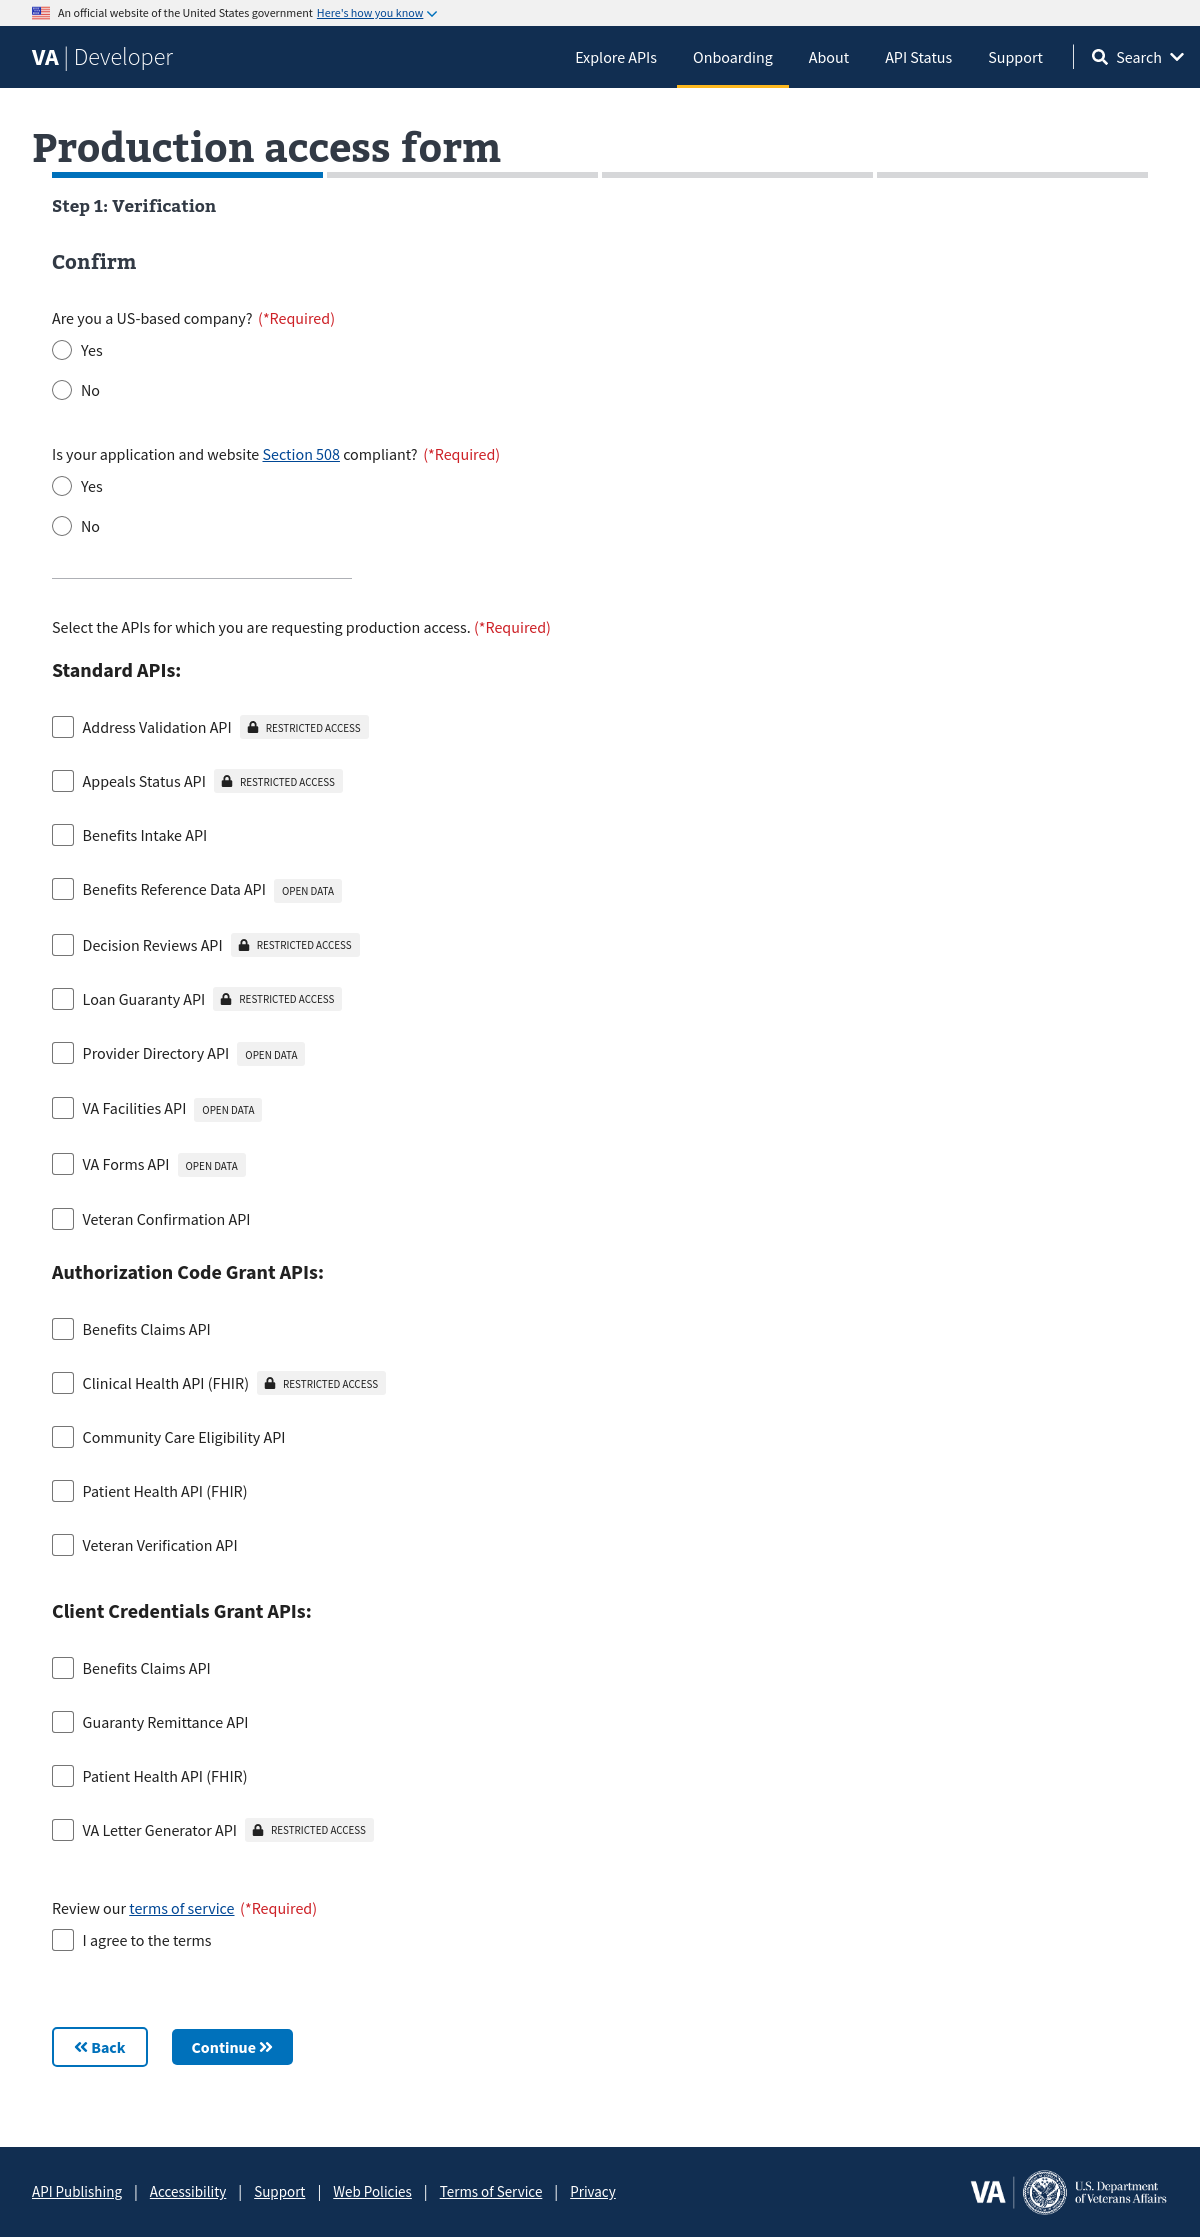 An official website of the United States government Here's how you know
VA | Developer
Explore APIs Onboarding About API Status Support Search
Production access form
Step 1: Verification
Confirm
Are you a US-based company? (*Required)
Yes
No
Is your application and website Section 508 compliant? (*Required)
Yes
No
Select the APIs for which you are requesting production access. (*Required)
Standard APIs:
Address Validation API RESTRICTED ACCESS
Appeals Status API RESTRICTED ACCESS
Benefits Intake API
Benefits Reference Data API OPEN DATA
Decision Reviews API RESTRICTED ACCESS
Loan Guaranty API RESTRICTED ACCESS
Provider Directory API OPEN DATA
VA Facilities API OPEN DATA
VA Forms API OPEN DATA
Veteran Confirmation API
Authorization Code Grant APIs:
Benefits Claims API
Clinical Health API (FHIR) RESTRICTED ACCESS
Community Care Eligibility API
Patient Health API (FHIR)
Veteran Verification API
Client Credentials Grant APIs:
Benefits Claims API
Guaranty Remittance API
Patient Health API (FHIR)
VA Letter Generator API RESTRICTED ACCESS
Review our terms of service (*Required)
I agree to the terms
Back Continue
API Publishing | Accessibility | Support | Web Policies | Terms of Service | Privacy
VA
U.S. Department
of Veterans Affairs